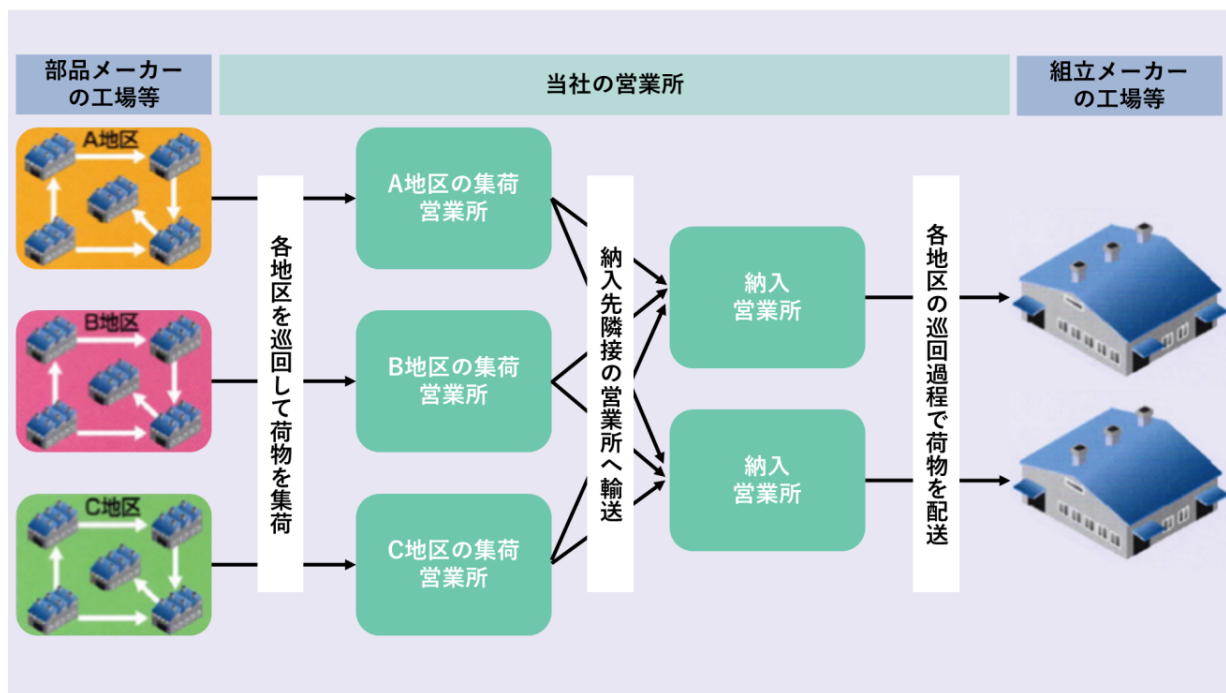 部品メーカー
の工場等
当社の営業所
組立メーカー
の工場等
A地区
B地区
C地区
各地区を巡回して荷物を集荷
A地区の集荷
営業所
B地区の集荷
営業所
C地区の集荷
営業所
納入先隣接の営業所へ輸送
納入
営業所
納入
営業所
各地区の巡回過程で荷物を配送